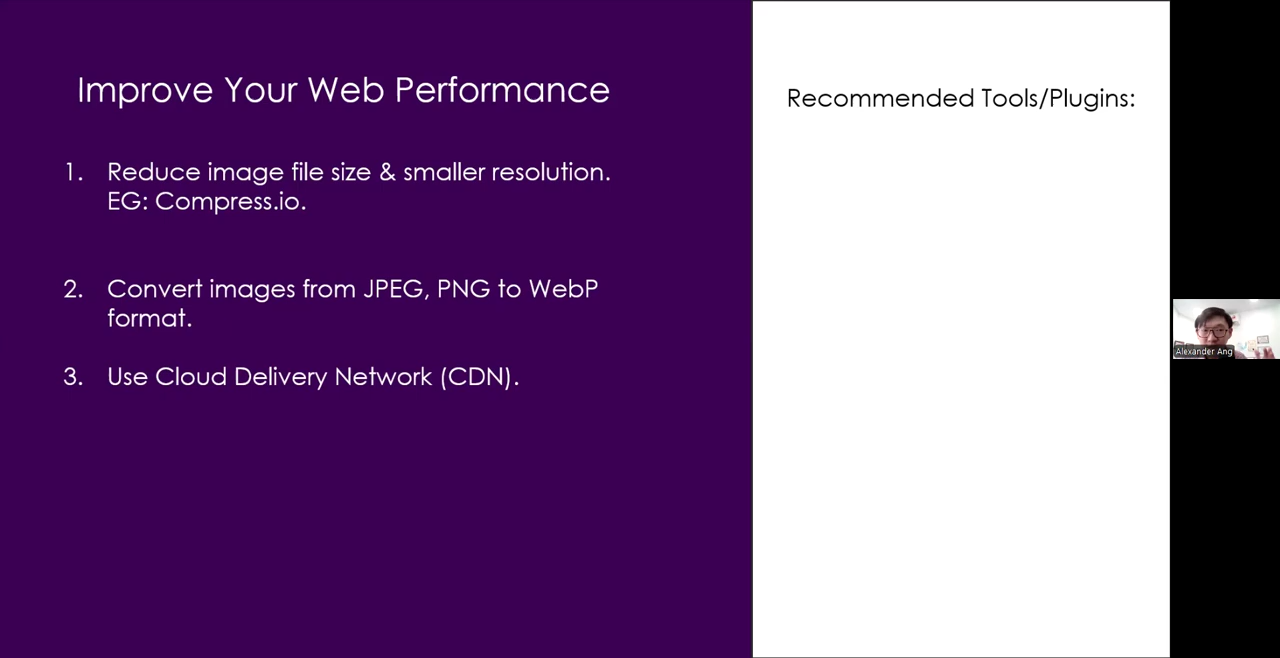 Improve Your Web Performance
1. Reduce image file size & smaller resolution.
EG: Compress.io.
2. Convert images from JPEG, PNG to WebP
format.
3. Use Cloud Delivery Network (CDN).
Recommended Tools/Plugins:
Alexander Ang